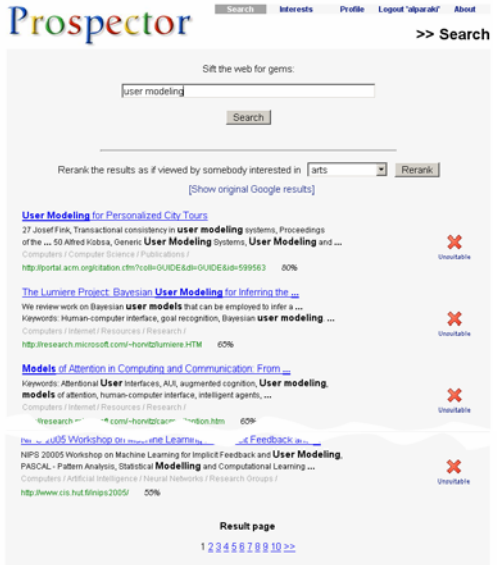 Prospector
Search Interests Profile Logout 'alparaki' About
>> Search
Sift the web for gems:
user modeling
Search
Rerank the results as if viewed by somebody interested in arts Rerank
[Show original Google results]
User Modeling for Personalized City Tours
27 Josef Fink, Transactional consistency in user modeling systems, Proceedings
of the ... 50 Alfred Kobsa, Generic User Modeling Systems, User Modeling and ...
Computers / Computer Science / Publications /
http://portal.acm.org/citation.cfm?coll=GUIDE&dl=GUIDE&id=599563 80%
Unsuitable
The Lumiere Project: Bayesian User Modeling for Inferring the ...
We review work on Bayesian user models that can be employed to infer a ...
Keywords: Human-computer interface, goal recognition, Bayesian user modeling. ...
Computers / Internet / Resources / Research /
http://research.microsoft.com/~horvitz/lumiere.HTM 65%
Unsuitable
Models of Attention in Computing and Communication: From ...
Keywords: Attentional User Interfaces, AUI, augmented cognition, User modeling,
models of attention, human-computer interface, intelligent agents, ...
Computers / Internet / Resources / Research /
65%
Unsuitable
2005 Workshop on Machine Learning Feedback and ...
NIPS 20005 Workshop on Machine Learning for Implicit Feedback and User Modeling,
PASCAL - Pattern Analysis, Statistical Modelling and Computational Learning ...
Computers / Artificial Intelligence / Neural Networks / Research Groups /
http://www.cis.hut.fi/inips2005/ 55%
Unsuitable
Result page
1 2 3 4 5 6 7 8 9 10 >>